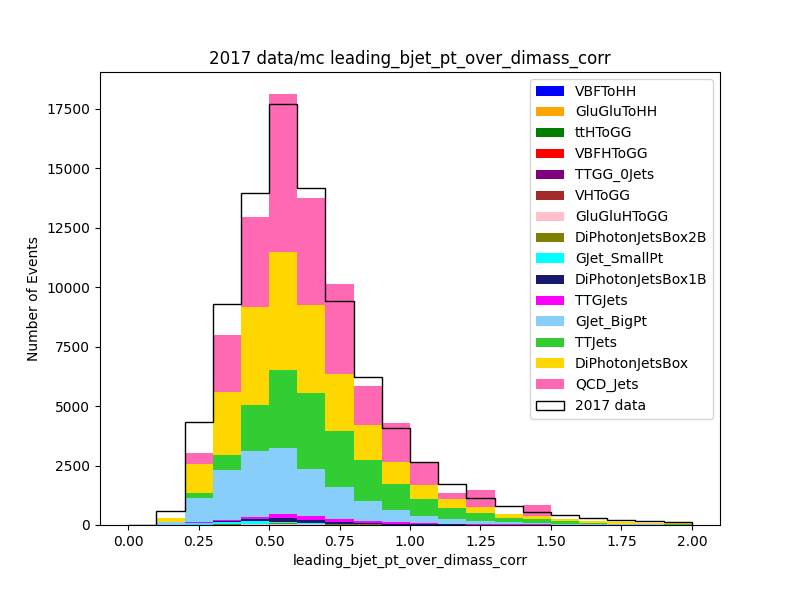 2017 data/mc leading_bjet_pt_over_dimass_corr
Number of Events
17500
15000
12500
10000
7500
5000
2500
0
0.00 0.25 0.50 0.75 1.00 1.25 1.50 1.75 2.00
leading_bjet_pt_over_dimass_corr
VBFToHH
GluGluToHH
ttHToGG
VBFHToGG
TTGG_0Jets
VHToGG
GluGluHToGG
DiPhotonJetsBox2B
GJet_SmallPt
DiPhotonJetsBox1B
TTGJets
GJet_BigPt
TTJets
DiPhotonJetsBox
QCD_Jets
2017 data